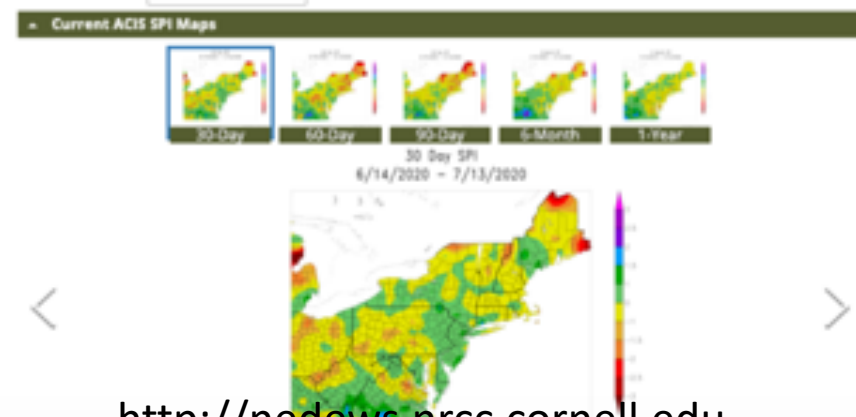 Current ACIS SPI Maps
30-Day 60-Day 90-Day 6-Month 1-Year
30 Day SPI
6/14/2020 - 7/13/2020
http://nedews.nrcc.cornell.edu